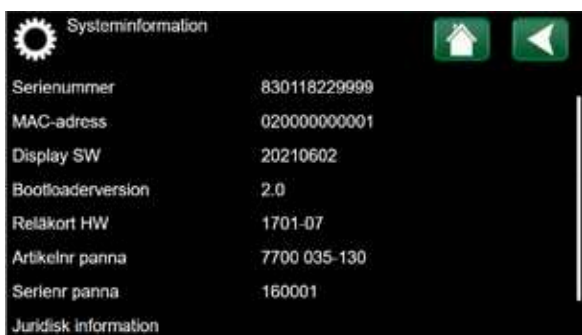 Systeminformation
Serienummer 830118229999
MAC-adress 020000000001
Display SW 20210602
Bootloaderversion 2.0
Reläkort HW 1701-07
Artikelnr panna 7700 035-130
Serienr panna 160001
Juridisk information